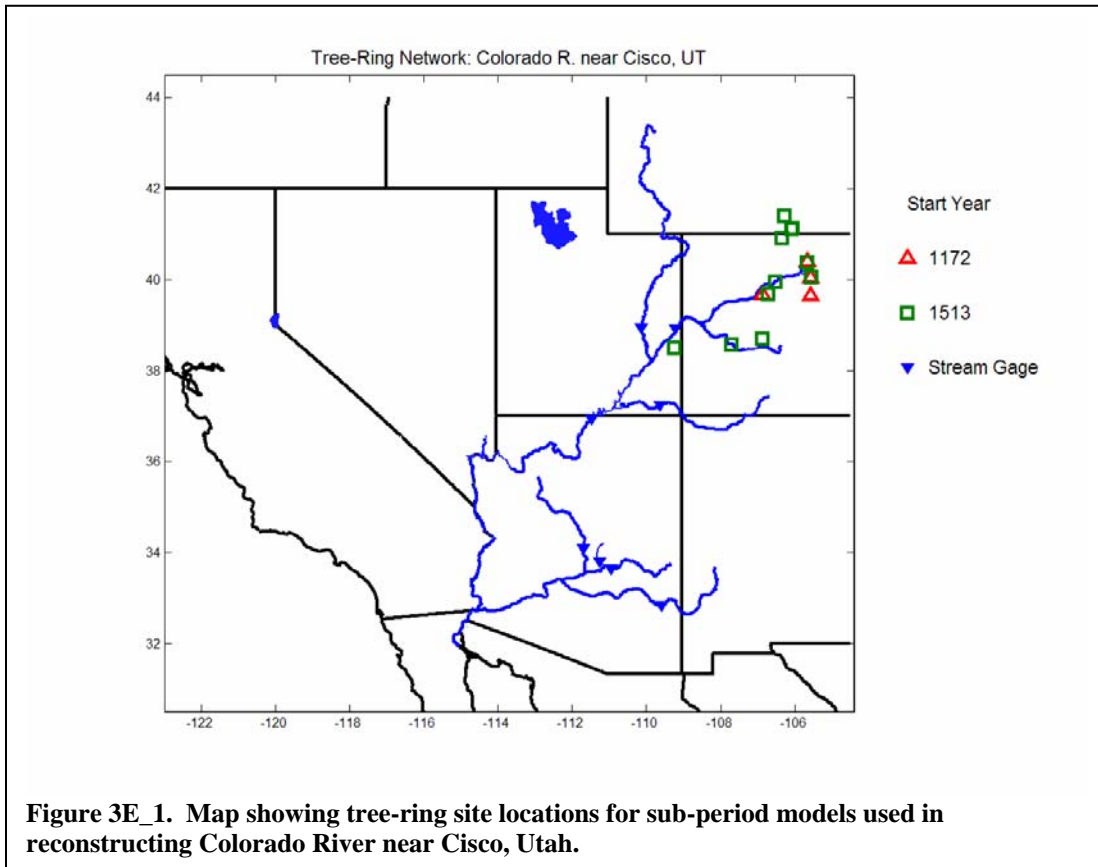 Tree-Ring Network: Colorado R. near Cisco, UT
44
42
40
38
36
34
32
-122 -120 -118 -116 -114 -112 -110 -108 -106
Start Year
1172
1513
Stream Gage
Figure 3E_1. Map showing tree-ring site locations for sub-period models used in
reconstructing Colorado River near Cisco, Utah.